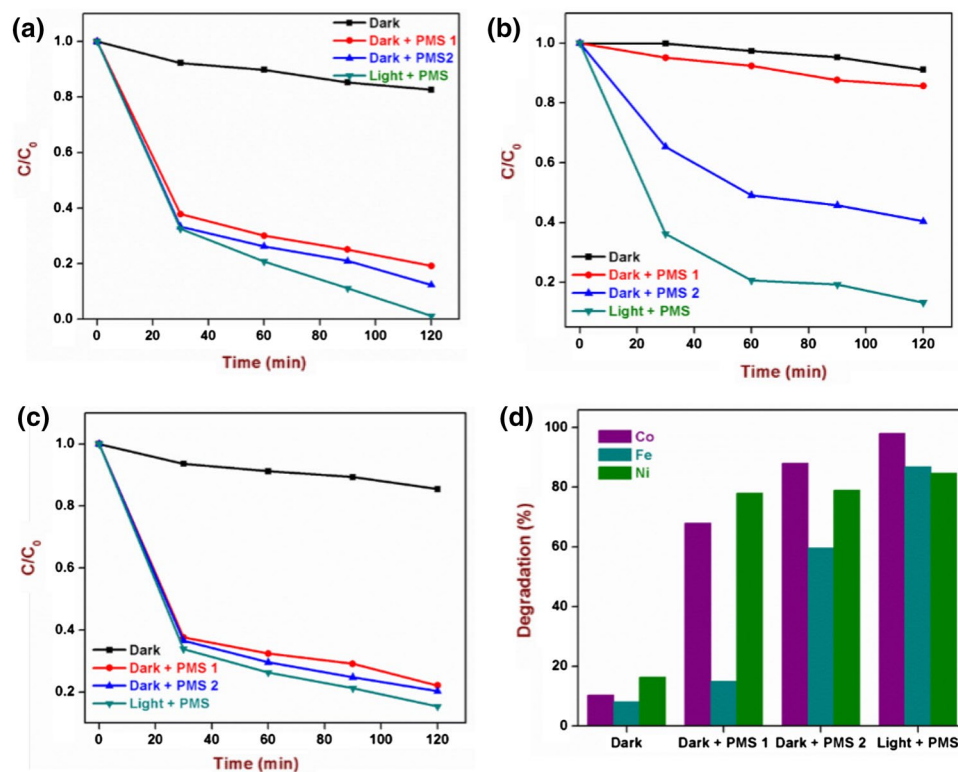 (a)
Dark
Dark + PMS 1
Dark + PMS2
Light + PMS
1.0
0.8
0.6
0.4
0.2
0.0
C/C0
0 20 40 60 80 100 120
Time (min)
(b)
1.0
0.8
0.6
0.4
0.2
C/C0
Dark
Dark + PMS 1
Dark + PMS 2
Light + PMS
0 20 40 60 80 100 120
Time (min)
(c)
1.0
0.8
0.6
0.4
0.2
C/C0
Dark
Dark + PMS 1
Dark + PMS 2
Light + PMS
0 20 40 60 80 100 120
Time (min)
(d)
Co
Fe
Ni
100
80
60
40
20
0
Degradation (%)
Dark Dark + PMS 1 Dark + PMS 2 Light + PMS